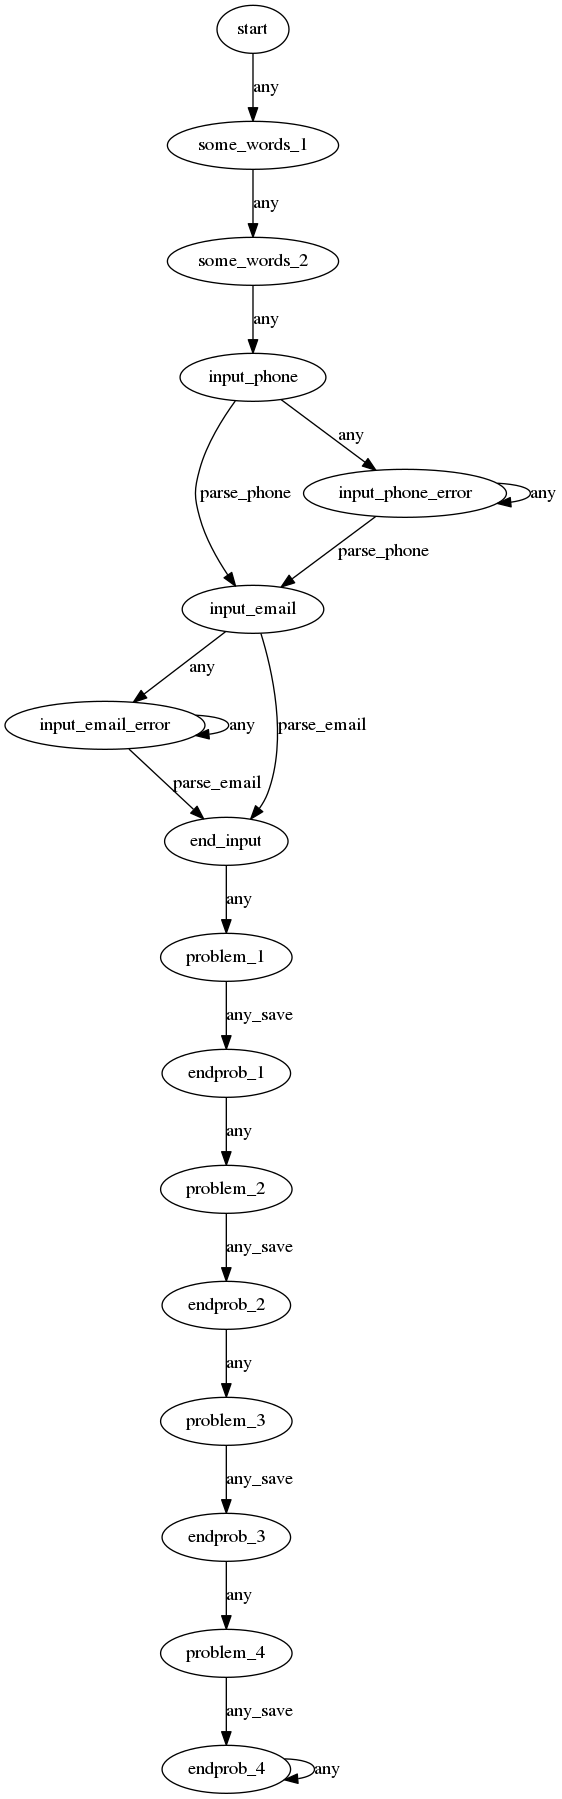 start
any
some_words_1
any
some_words_2
any
input_phone
any
parse_phone
input_phone_error
any
parse_phone
input_email
any
input_email_error
any
parse_email
parse_email
end_input
any
problem_1
any_save
endprob_1
any
problem_2
any_save
endprob_2
any
problem_3
any_save
endprob_3
any
problem_4
any_save
endprob_4
any